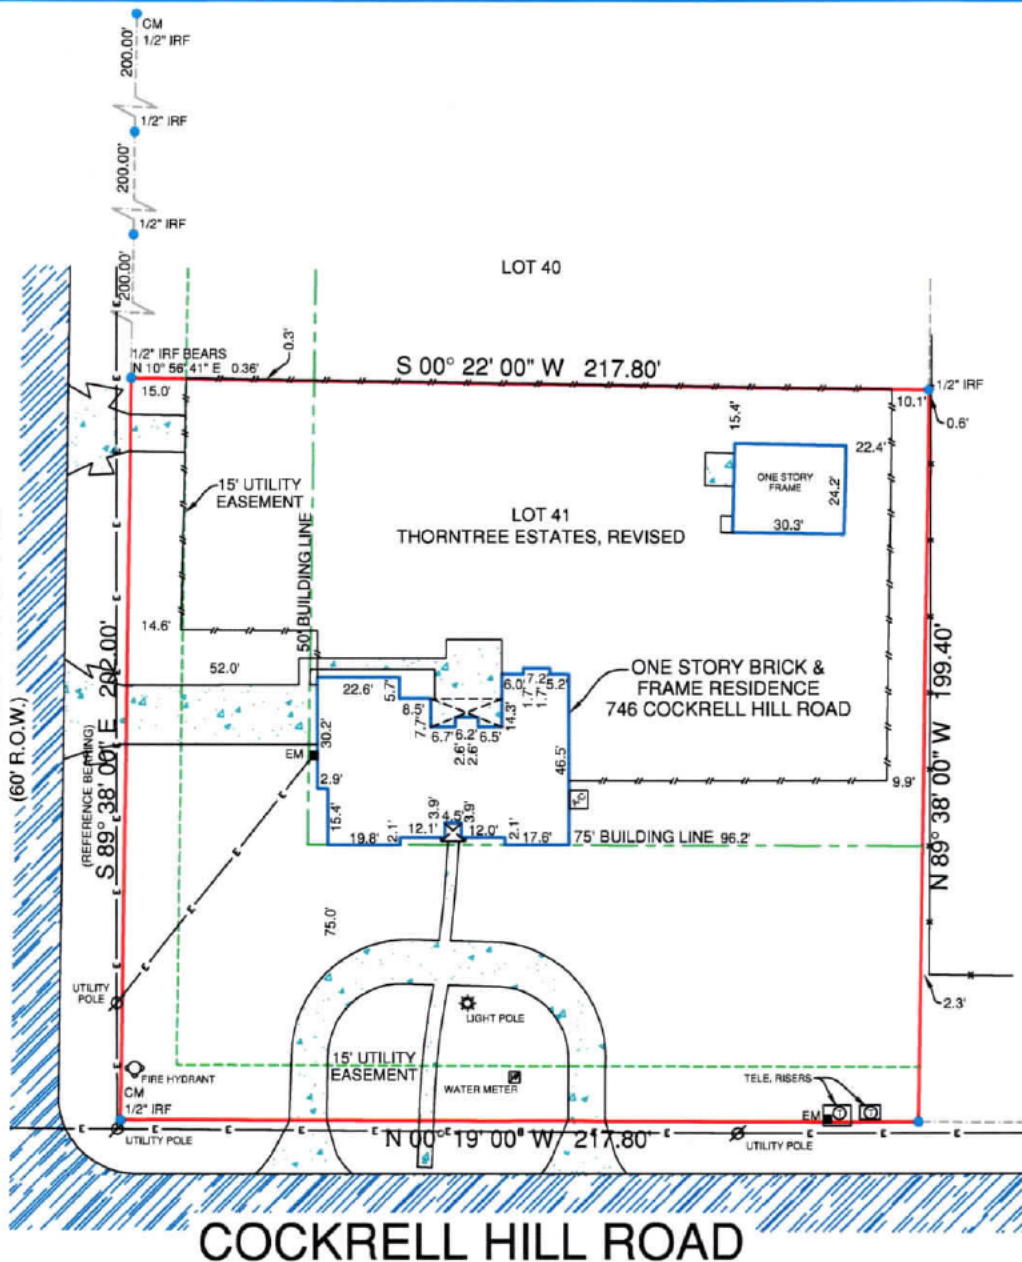 CM
1/2" IRF
200.00'
1/2" IRF
200.00'
1/2" IRF
200.00'
LOT 40
1/2" IRF BEARS
N 10° 56' 41" E 0.36'
0.3'
S 00° 22' 00" W 217.80'
1/2" IRF
15.0'
10.1'
0.6'
15.4'
22.4'
ONE STORY
FRAME
24.2'
30.3'
15' UTILITY
EASEMENT
LOT 41
THORNTREE ESTATES, REVISED
50' BUILDING LINE
14.6'
52.0'
(60' R.O.W.)
(REFERENCE BEARING)
S 89° 38' 00" E 202.00'
N 89° 38' 00" W 199.40'
ONE STORY BRICK &
FRAME RESIDENCE
746 COCKRELL HILL ROAD
22.6'
5.7'
8.5'
7.7'
6.7'
6.2'
2.6'
2.6'
6.5'
14.3'
6.0'
1.7'
7.2'
1.7'
5.2'
30.2'
46.5'
EM
2.9'
15.4'
A/C
9.9'
19.8'
2.1'
12.1'
3.9'
4.5'
3.9'
12.0'
2.1'
17.6'
75' BUILDING LINE 96.2'
75.0'
UTILITY
POLE
LIGHT POLE
2.3'
15' UTILITY
EASEMENT
FIRE HYDRANT
WATER METER
TELE. RISERS
CM
1/2" IRF
EM
T
T
UTILITY POLE
N 00° 19' 00" W 217.80'
UTILITY POLE
COCKRELL HILL ROAD